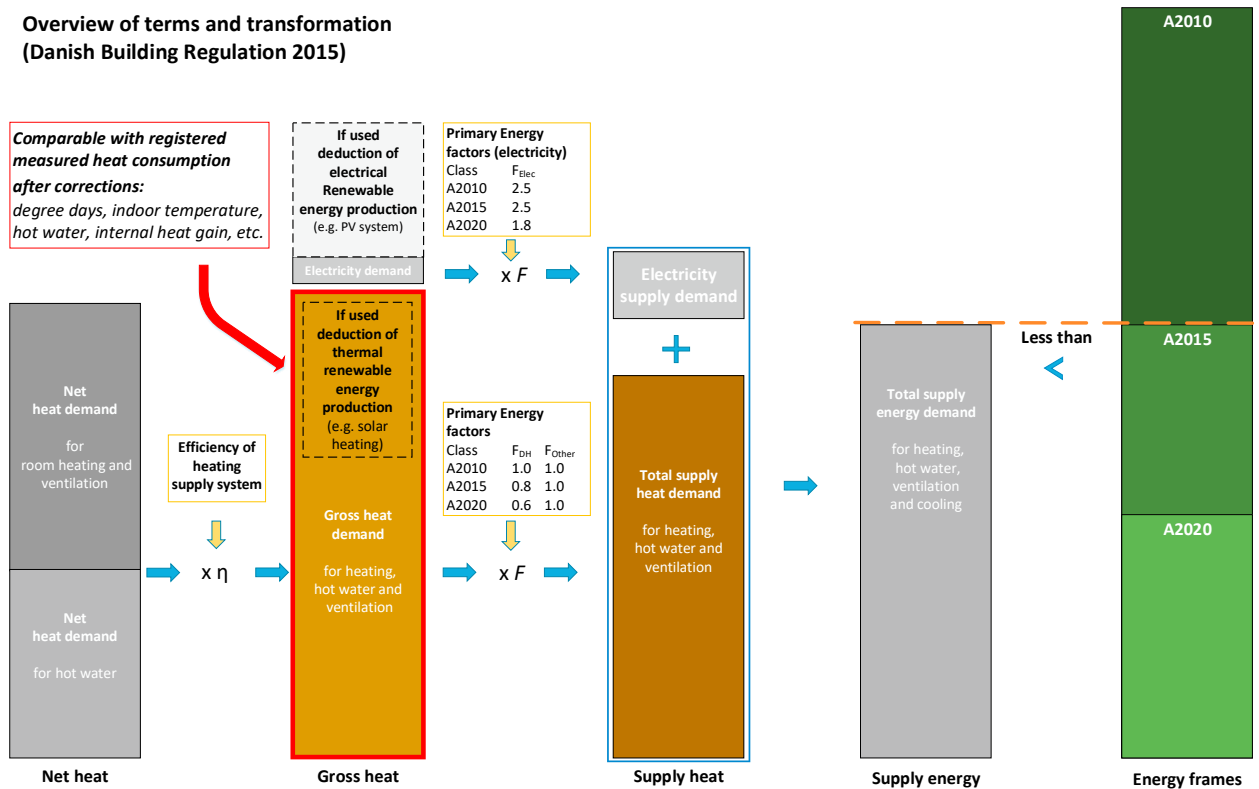 Overview of terms and transformation
(Danish Building Regulation 2015)
Comparable with registered
measured heat consumption
after corrections:
degree days, indoor temperature,
hot water, internal heat gain, etc.
If used
deduction of
electrical
Renewable
energy production
(e.g. PV system)
Electricity demand
Primary Energy
factors (electricity)
Class F_Elec
A2010 2.5
A2015 2.5
A2020 1.8
x F
Electricity
supply demand
+
Net
heat demand
for
room heating and
ventilation
Net
heat demand
for hot water
Efficiency of
heating
supply system
x η
If used
deduction of
thermal
renewable
energy
production
(e.g. solar
heating)
Gross heat
demand
for heating,
hot water and
ventilation
Primary Energy
factors
Class F_DH F_Other
A2010 1.0 1.0
A2015 0.8 1.0
A2020 0.6 1.0
x F
Total supply
heat demand
for heating,
hot water and
ventilation
Total supply
energy demand
for heating,
hot water,
ventilation
and cooling
Less than
<
A2010
A2015
A2020
Net heat
Gross heat
Supply heat
Supply energy
Energy frames